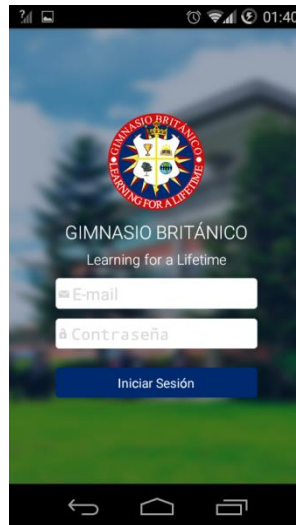 01:40
GIMNASIO BRITÁNICO
LEARNING FOR A LIFETIME
GIMNASIO BRITÁNICO
Learning for a Lifetime
E-mail
Contraseña
Iniciar Sesión